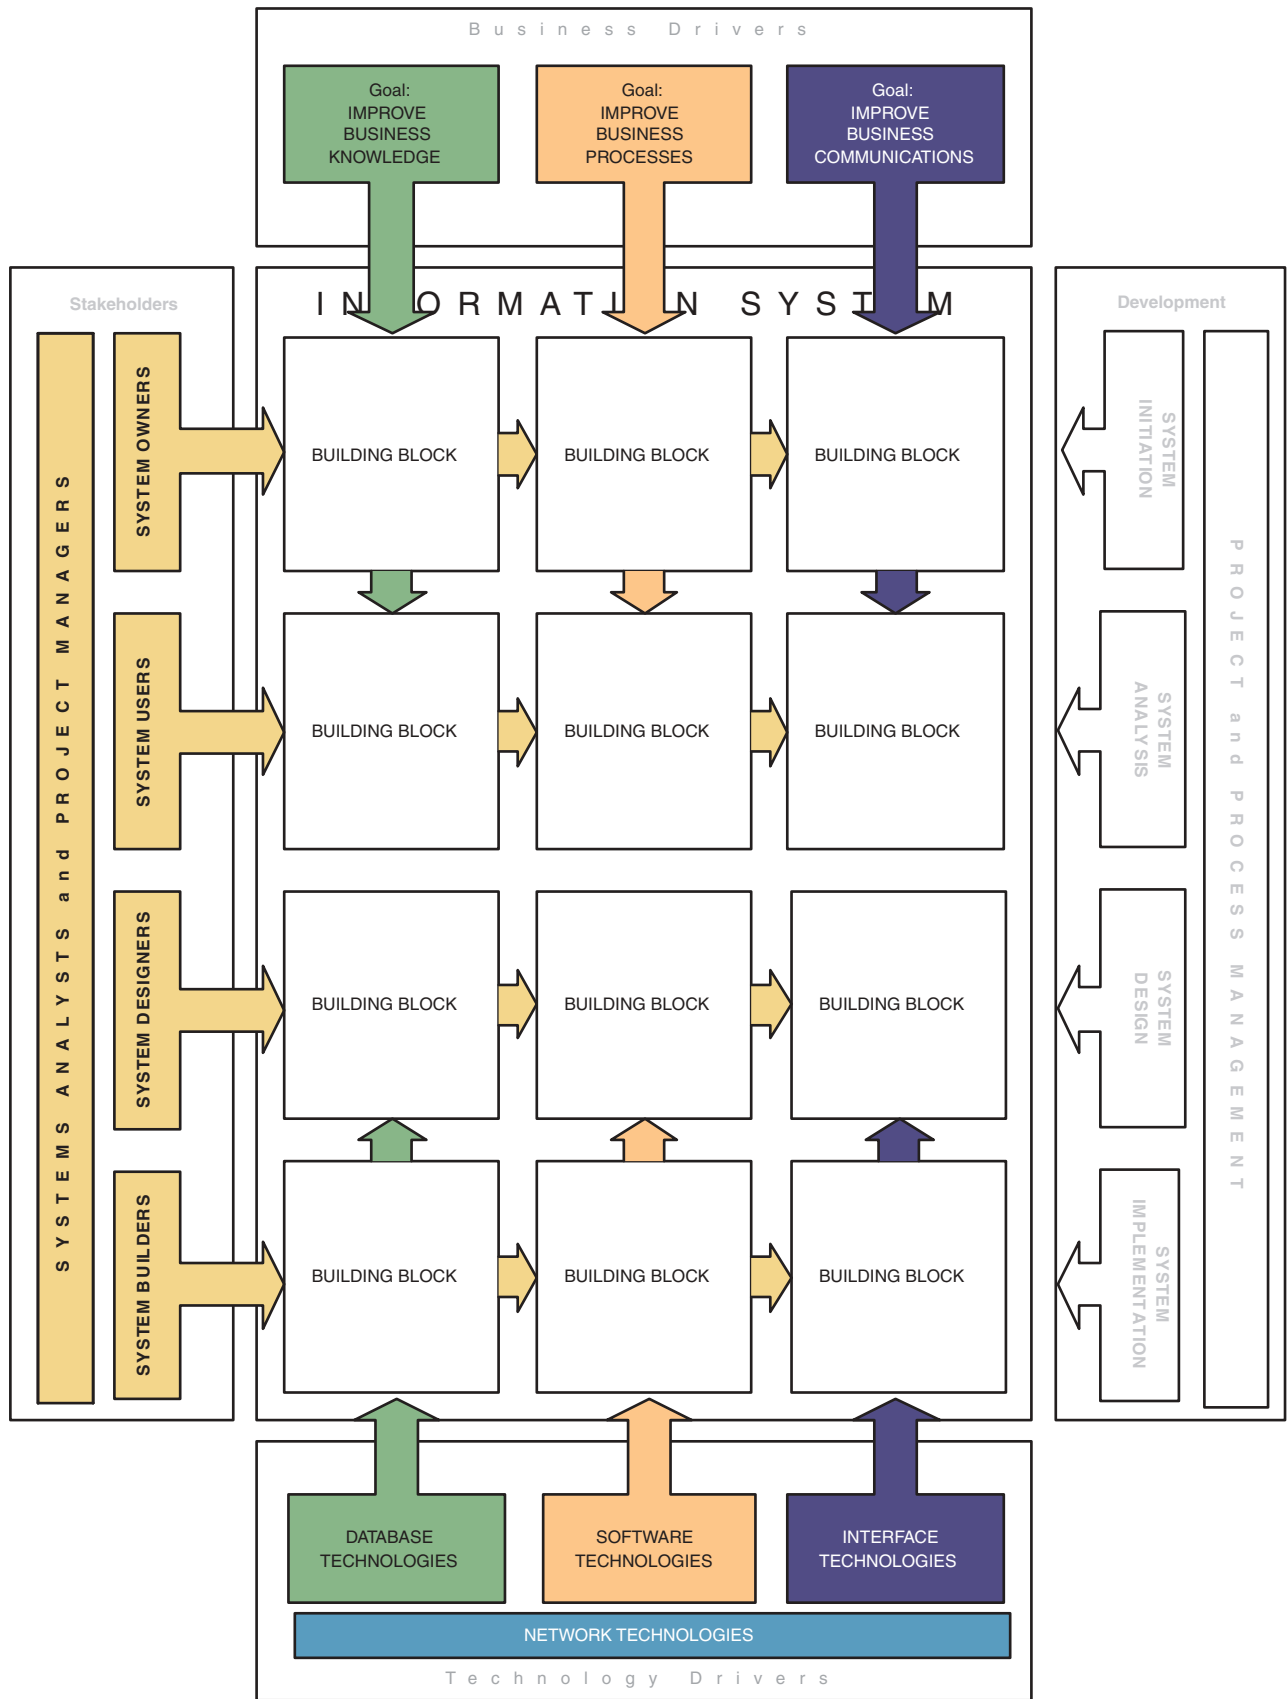 Business Drivers
Goal:
IMPROVE
BUSINESS
KNOWLEDGE
Goal:
IMPROVE
BUSINESS
PROCESSES
Goal:
IMPROVE
BUSINESS
COMMUNICATIONS
Stakeholders
INFORMATION SYSTEM
Development
SYSTEMS ANALYSTS and PROJECT MANAGERS
SYSTEM OWNERS
BUILDING BLOCK
BUILDING BLOCK
BUILDING BLOCK
SYSTEM
INITIATION
PROJECT and PROCESS MANAGEMENT
SYSTEM USERS
BUILDING BLOCK
BUILDING BLOCK
BUILDING BLOCK
SYSTEM
ANALYSIS
SYSTEM DESIGNERS
BUILDING BLOCK
BUILDING BLOCK
BUILDING BLOCK
SYSTEM
DESIGN
SYSTEM BUILDERS
BUILDING BLOCK
BUILDING BLOCK
BUILDING BLOCK
SYSTEM
IMPLEMENTATION
DATABASE
TECHNOLOGIES
SOFTWARE
TECHNOLOGIES
INTERFACE
TECHNOLOGIES
NETWORK TECHNOLOGIES
Technology Drivers